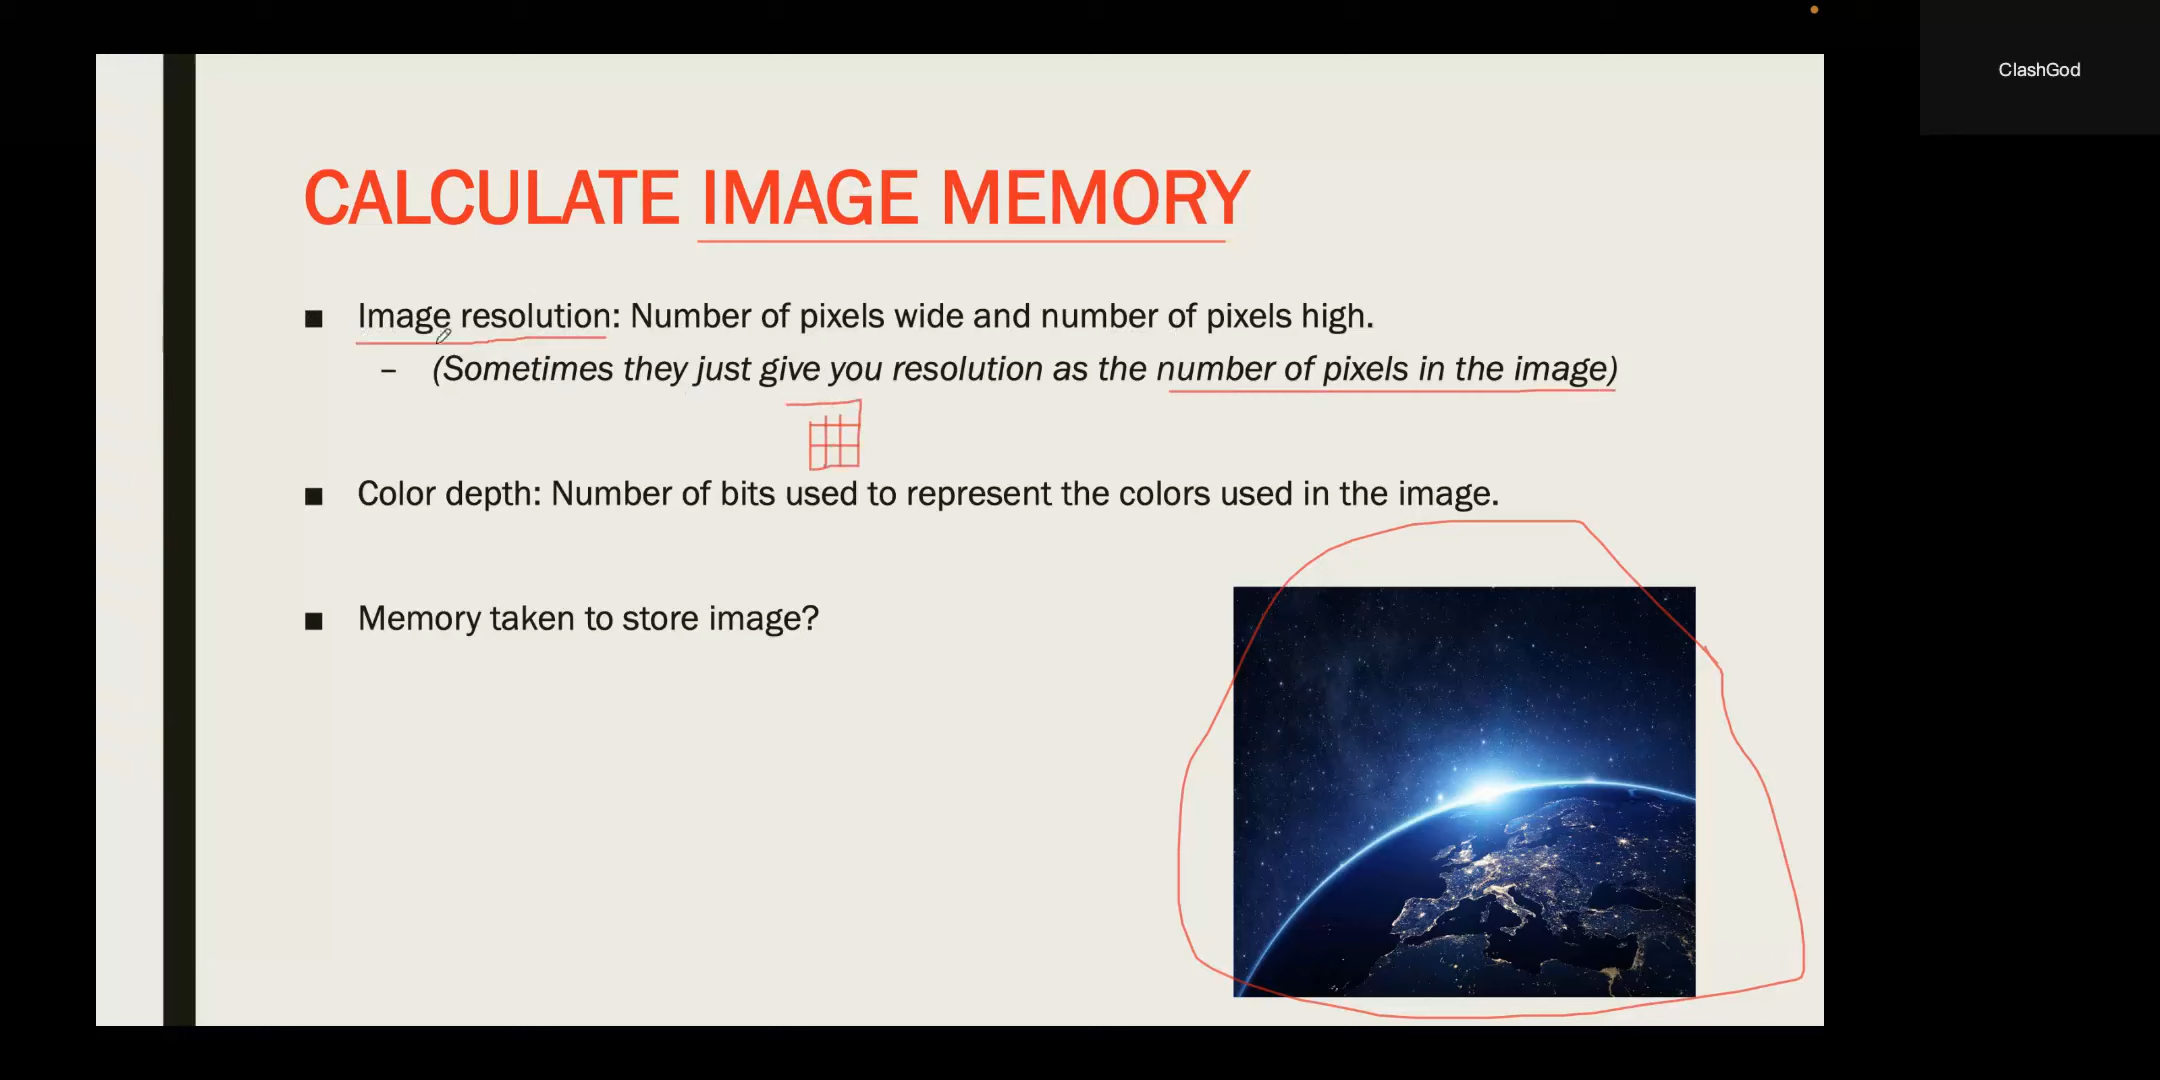 ClashGod
CALCULATE IMAGE MEMORY
Image resolution: Number of pixels wide and number of pixels high.
– (Sometimes they just give you resolution as the number of pixels in the image)
Color depth: Number of bits used to represent the colors used in the image.
Memory taken to store image?